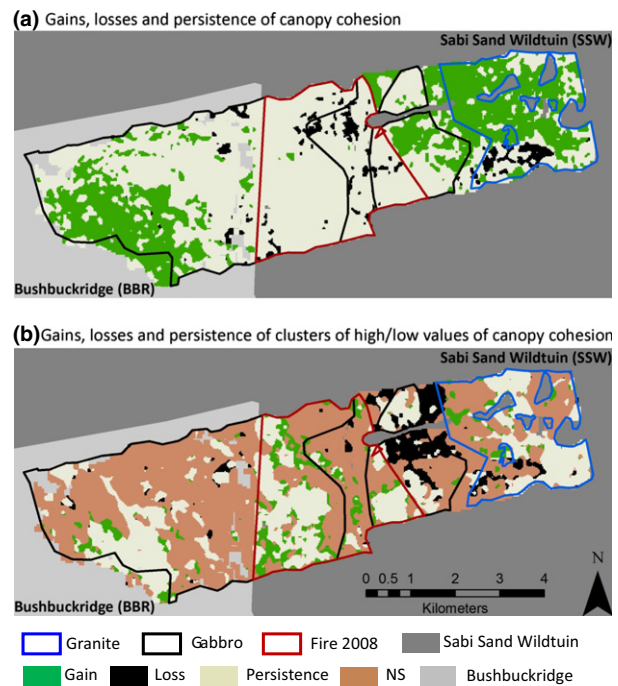 (a) Gains, losses and persistence of canopy cohesion
Sabi Sand Wildtuin (SSW)
Bushbuckridge (BBR)
(b) Gains, losses and persistence of clusters of high/low values of canopy cohesion
Sabi Sand Wildtuin (SSW)
N
0 0.5 1 2 3 4
Kilometers
Bushbuckridge (BBR)
Granite Gabbro Fire 2008 Sabi Sand Wildtuin
Gain Loss Persistence NS Bushbuckridge